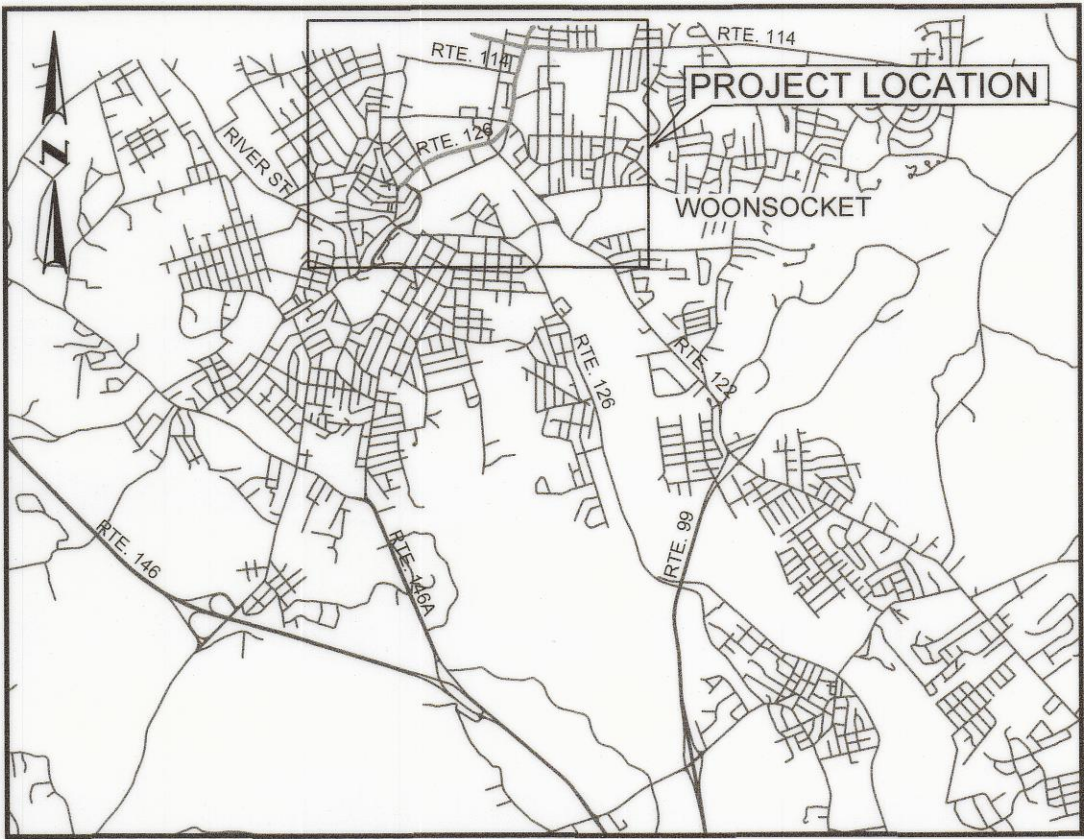 RTE. 114
RTE. 114
PROJECT LOCATION
RTE. 126
RIVER ST.
N
WOONSOCKET
RTE. 126
RTE. 122
RTE. 99
RTE. 146
RTE. 146A